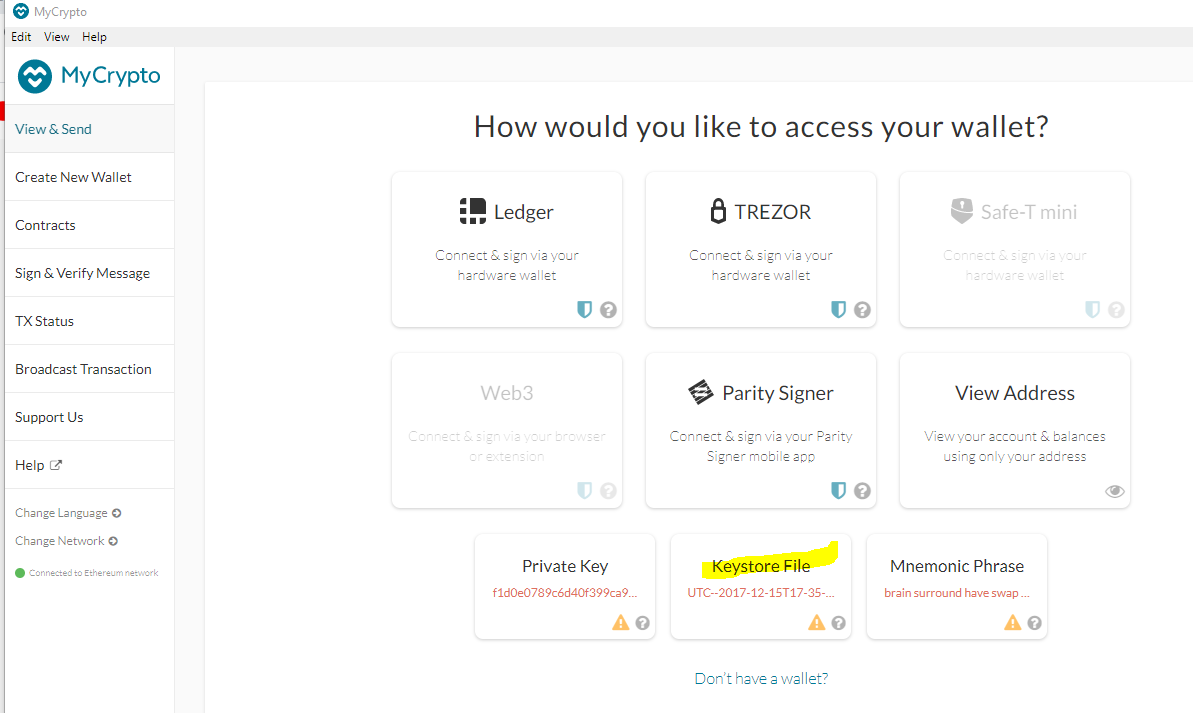 MyCrypto
Edit View Help
MyCrypto
View & Send
Create New Wallet
Contracts
Sign & Verify Message
TX Status
Broadcast Transaction
Support Us
Help
Change Language
Change Network
Connected to Ethereum network
How would you like to access your wallet?
Ledger
Connect & sign via your
hardware wallet
?
TREZOR
Connect & sign via your
hardware wallet
?
Safe-T mini
Connect & sign via your
hardware wallet
?
Web3
Connect & sign via your browser
or extension
?
Parity Signer
Connect & sign via your Parity
Signer mobile app
?
View Address
View your account & balances
using only your address
Private Key
f1d0e0789c6d40f399ca9...
?
Keystore File
UTC--2017-12-15T17-35-...
?
Mnemonic Phrase
brain surround have swap ...
?
Don't have a wallet?